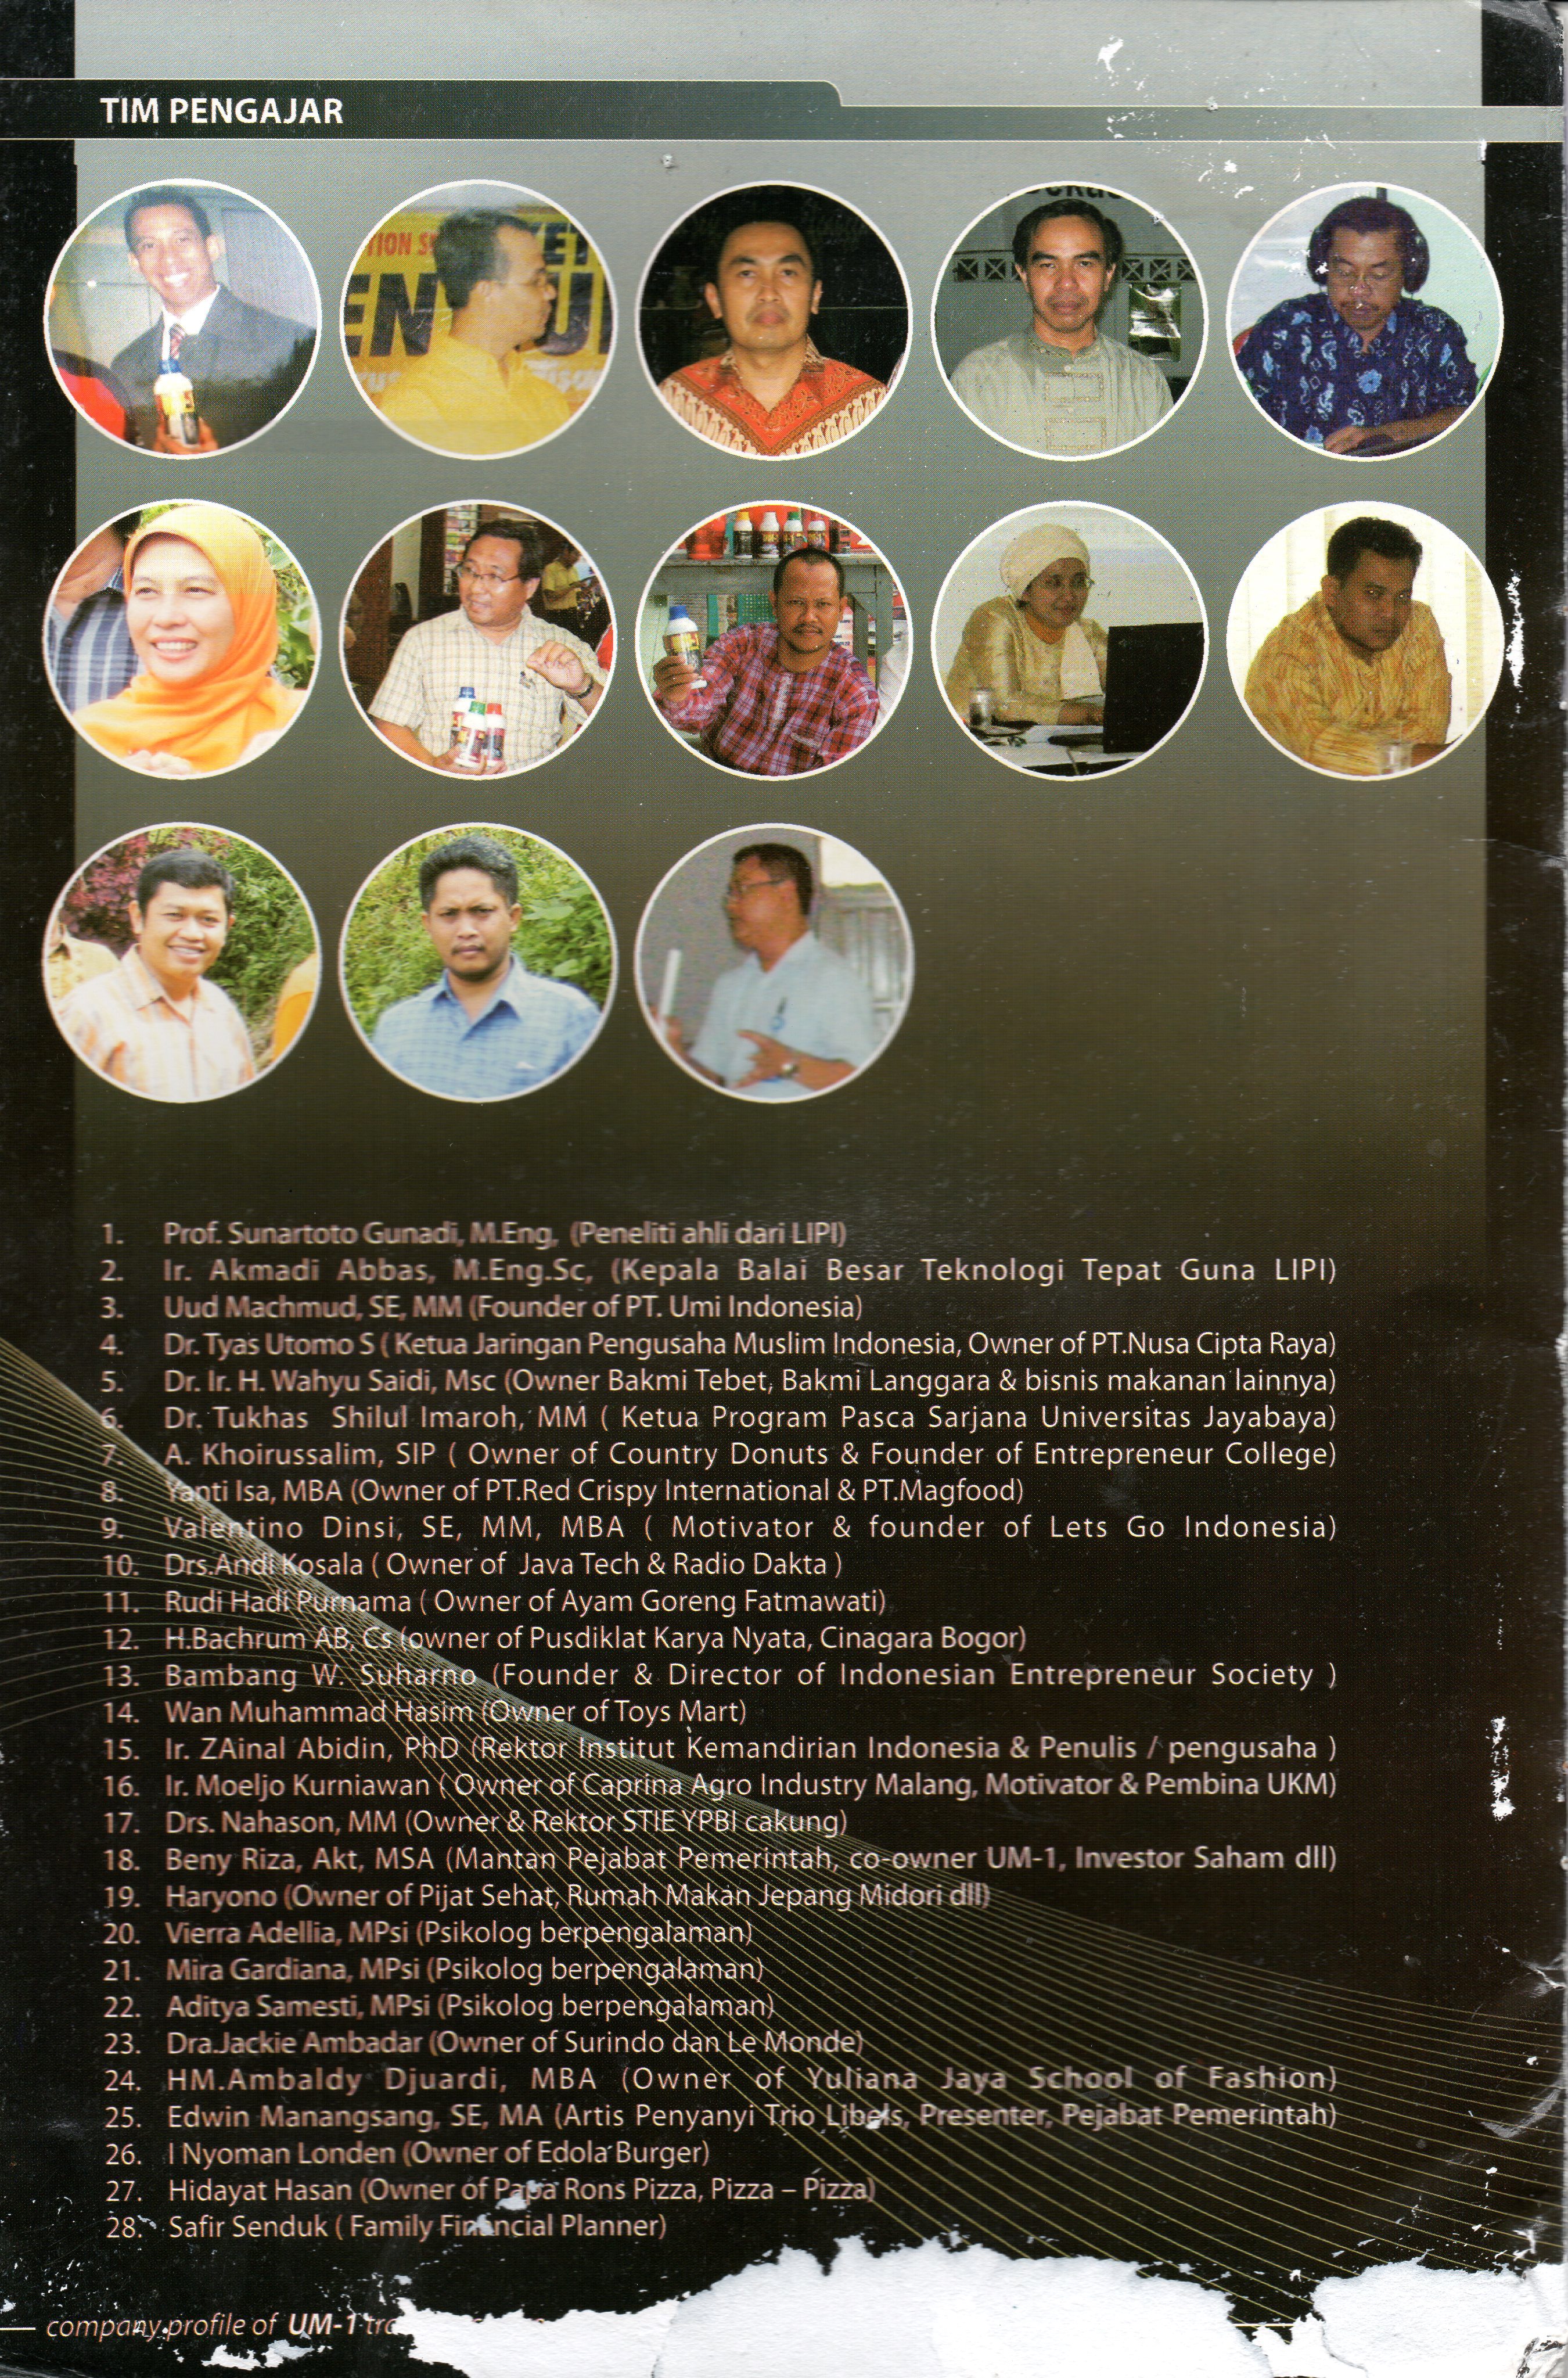 TIM PENGAJAR
TION S
KET
EN
U
1. Prof. Sunartoto Gunadi, M.Eng, (Peneliti ahli dari LIPI)
2. Ir. Akmadi Abbas, M.Eng.Sc, (Kepala Balai Besar Teknologi Tepat Guna LIPI)
3. Uud Machmud, SE, MM (Founder of PT. Umi Indonesia)
4. Dr. Tyas Utomo S ( Ketua Jaringan Pengusaha Muslim Indonesia, Owner of PT.Nusa Cipta Raya)
5. Dr. Ir. H. Wahyu Saidi, Msc (Owner Bakmi Tebet, Bakmi Langgara & bisnis makanan lainnya)
6. Dr. Tukhas Shilul Imaroh, MM ( Ketua Program Pasca Sarjana Universitas Jayabaya)
7. A. Khoirussalim, SIP ( Owner of Country Donuts & Founder of Entrepreneur College)
8. Yanti Isa, MBA (Owner of PT.Red Crispy International & PT.Magfood)
9. Valentino Dinsi, SE, MM, MBA ( Motivator & founder of Lets Go Indonesia)
10. Drs.Andi Kosala ( Owner of Java Tech & Radio Dakta )
11. Rudi Hadi Purnama ( Owner of Ayam Goreng Fatmawati)
12. H.Bachrum AB, Cs (owner of Pusdiklat Karya Nyata, Cinagara Bogor)
13. Bambang W. Suharno (Founder & Director of Indonesian Entrepreneur Society )
14. Wan Muhammad Hasim (Owner of Toys Mart)
15. Ir. ZAinal Abidin, PhD (Rektor Institut Kemandirian Indonesia & Penulis / pengusaha )
16. Ir. Moeljo Kurniawan ( Owner of Caprina Agro Industry Malang, Motivator & Pembina UKM)
17. Drs. Nahason, MM (Owner & Rektor STIE YPBI cakung)
18. Beny Riza, Akt, MSA (Mantan Pejabat Pemerintah, co-owner UM-1, Investor Saham dll)
19. Haryono (Owner of Pijat Sehat, Rumah Makan Jepang Midori dll)
20. Vierra Adellia, MPsi (Psikolog berpengalaman)
21. Mira Gardiana, MPsi (Psikolog berpengalaman)
22. Aditya Samesti, MPsi (Psikolog berpengalaman)
23. Dra.Jackie Ambadar (Owner of Surindo dan Le Monde)
24. HM.Ambaldy Djuardi, MBA (Owner of Yuliana Jaya School of Fashion)
25. Edwin Manangsang, SE, MA (Artis Penyanyi Trio Libels, Presenter, Pejabat Pemerintah)
26. I Nyoman Londen (Owner of Edola Burger)
27. Hidayat Hasan (Owner of Papa Rons Pizza, Pizza – Pizza)
28. Safir Senduk ( Family Financial Planner)
company profile of UM-1